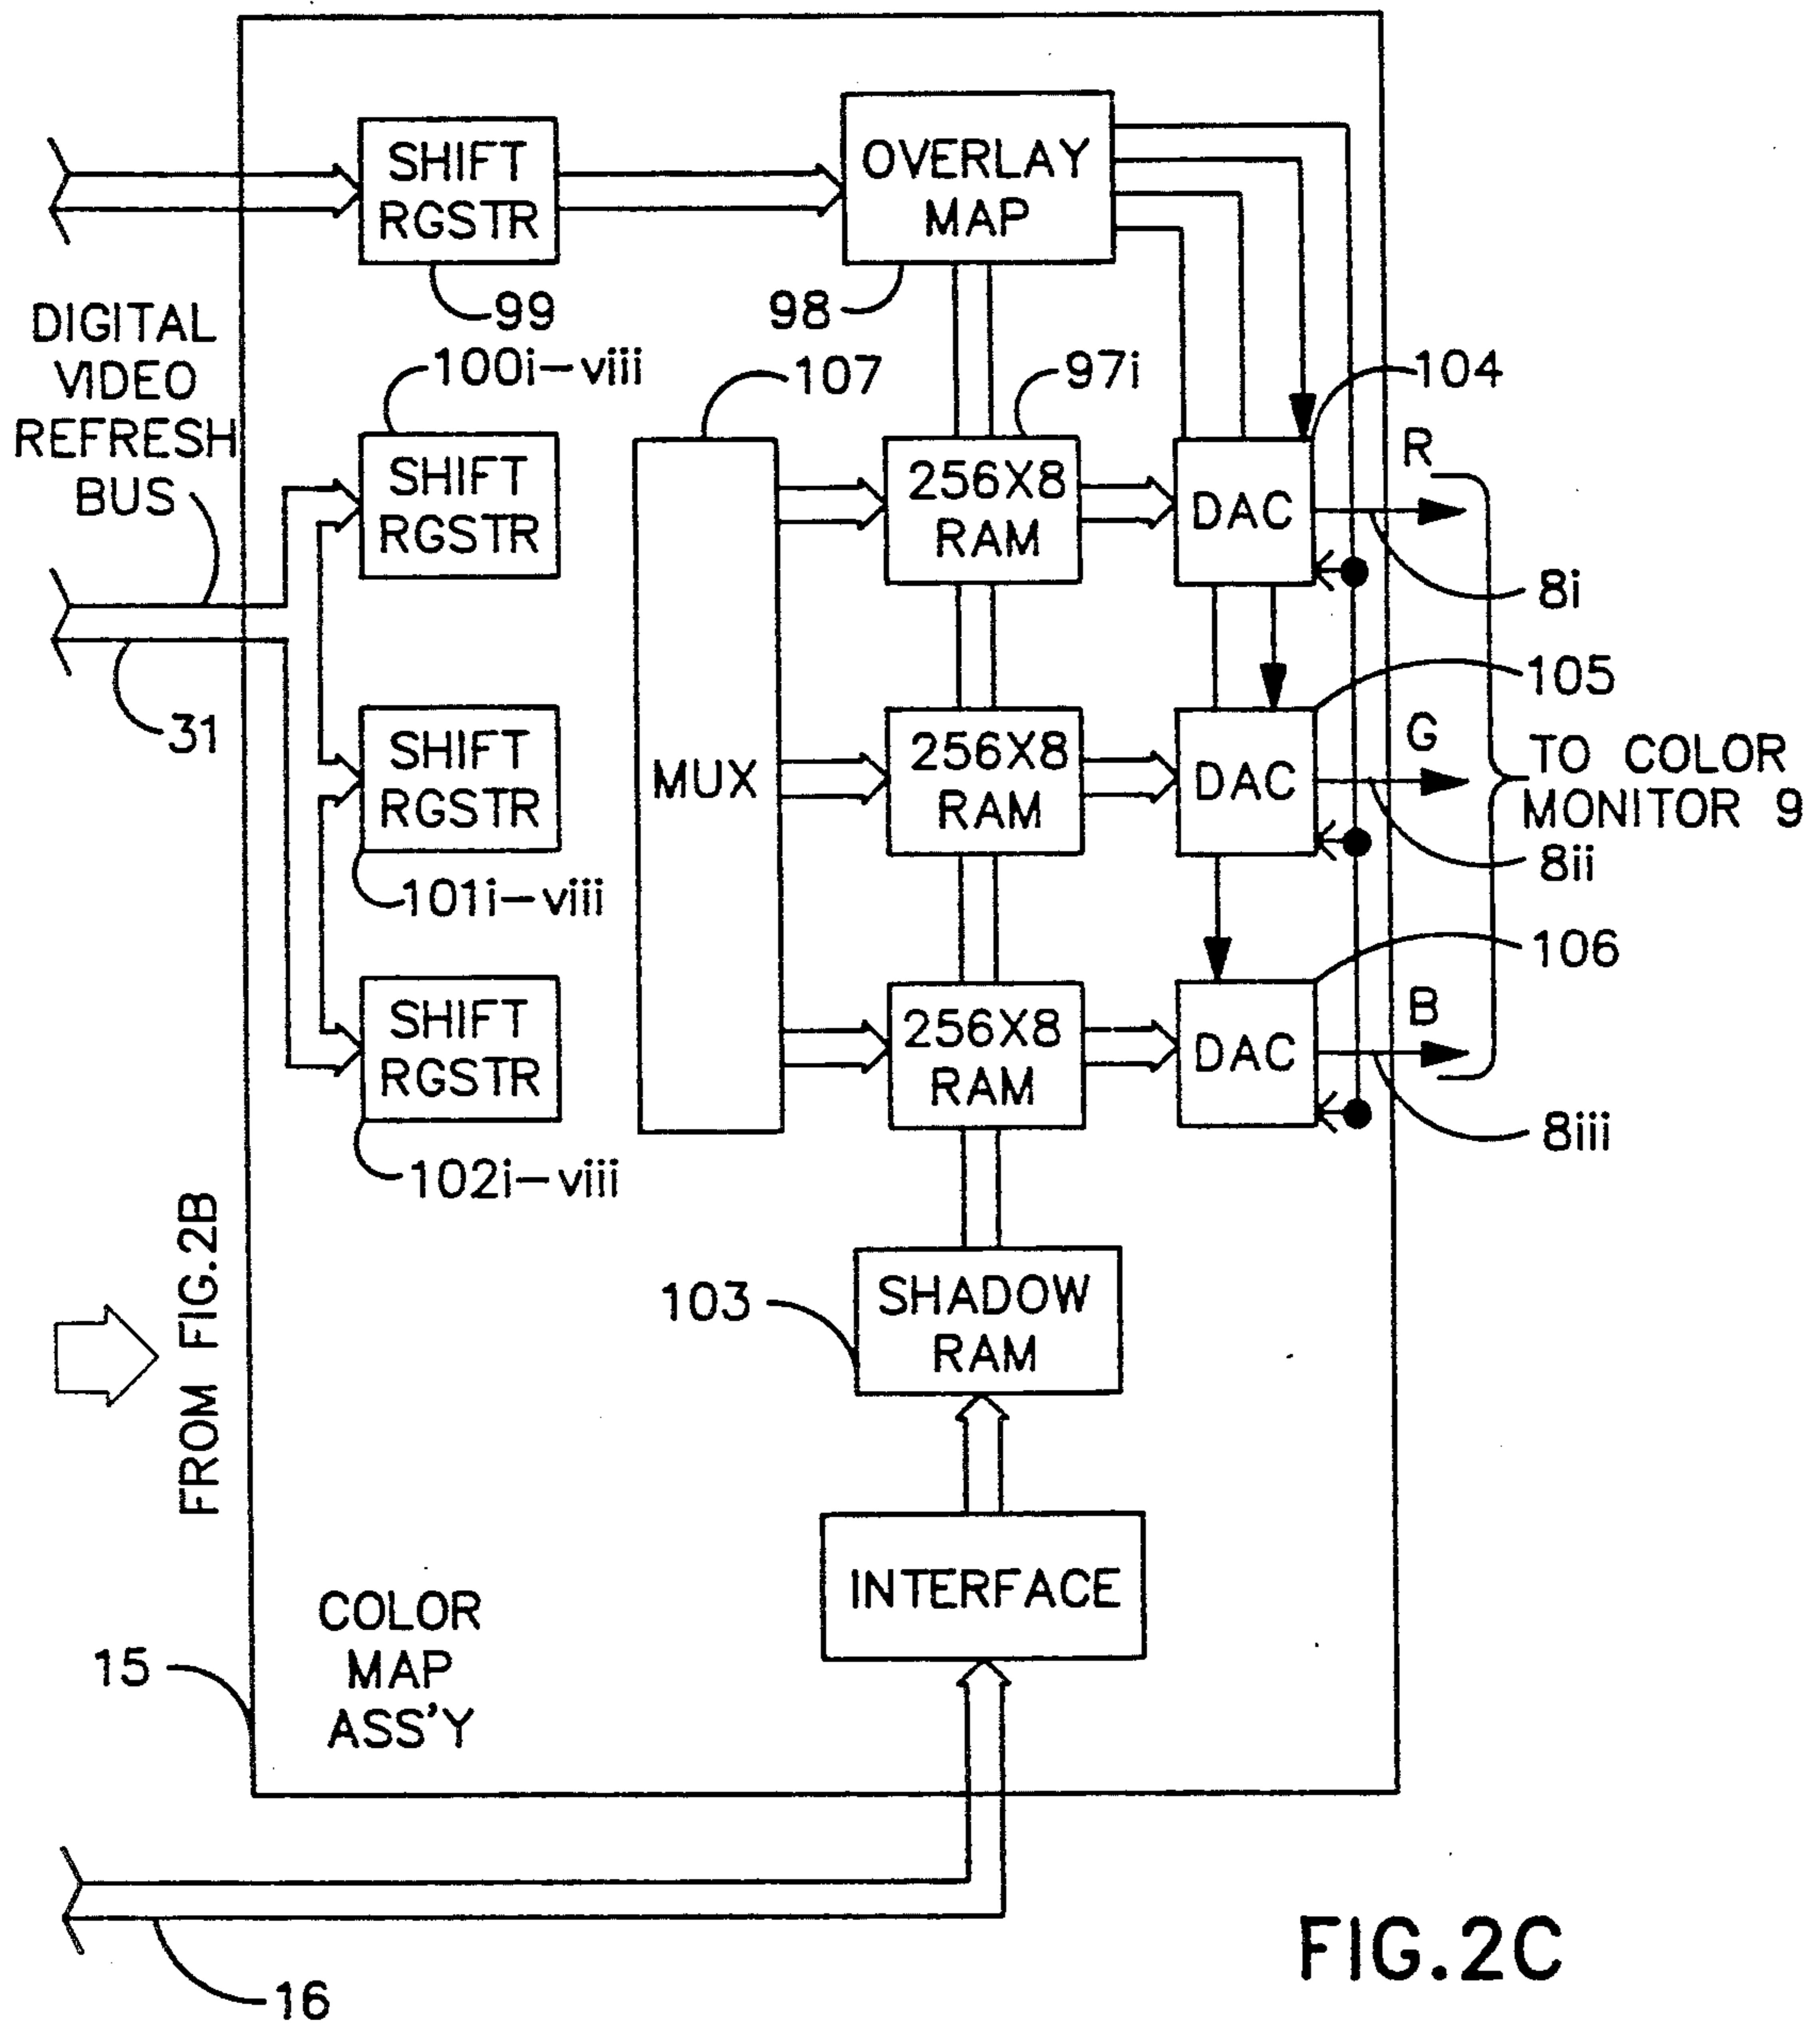 SHIFT
RGSTR
99
OVERLAY
MAP
98
DIGITAL
VIDEO
REFRESH
BUS
31
100i-viii
SHIFT
RGSTR
107
MUX
97i
256X8
RAM
104
DAC
R
8i
SHIFT
RGSTR
101i-viii
256X8
RAM
105
DAC
G
8ii
TO COLOR
MONITOR 9
SHIFT
RGSTR
102i-viii
256X8
RAM
106
DAC
B
8iii
FROM FIG.2B
103
SHADOW
RAM
INTERFACE
COLOR
MAP
ASS'Y
15
16
FIG.2C